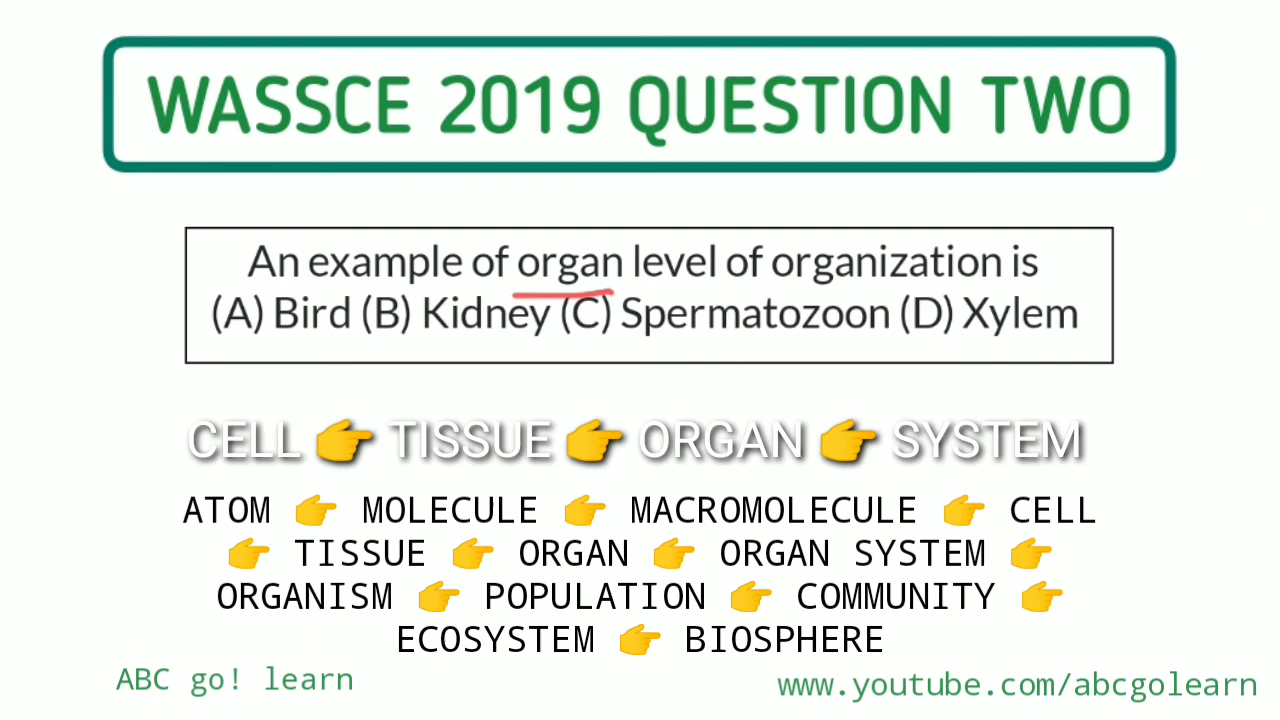 WASSCE 2019 QUESTION TWO
An example of organ level of organization is
(A) Bird (B) Kidney (C) Spermatozoon (D) Xylem
CELL 👉 TISSUE 👉 ORGAN 👉 SYSTEM
ATOM 👉 MOLECULE 👉 MACROMOLECULE 👉 CELL
👉 TISSUE 👉 ORGAN 👉 ORGAN SYSTEM 👉
ORGANISM 👉 POPULATION 👉 COMMUNITY 👉
ECOSYSTEM 👉 BIOSPHERE
ABC go! learn
www.youtube.com/abcgolearn